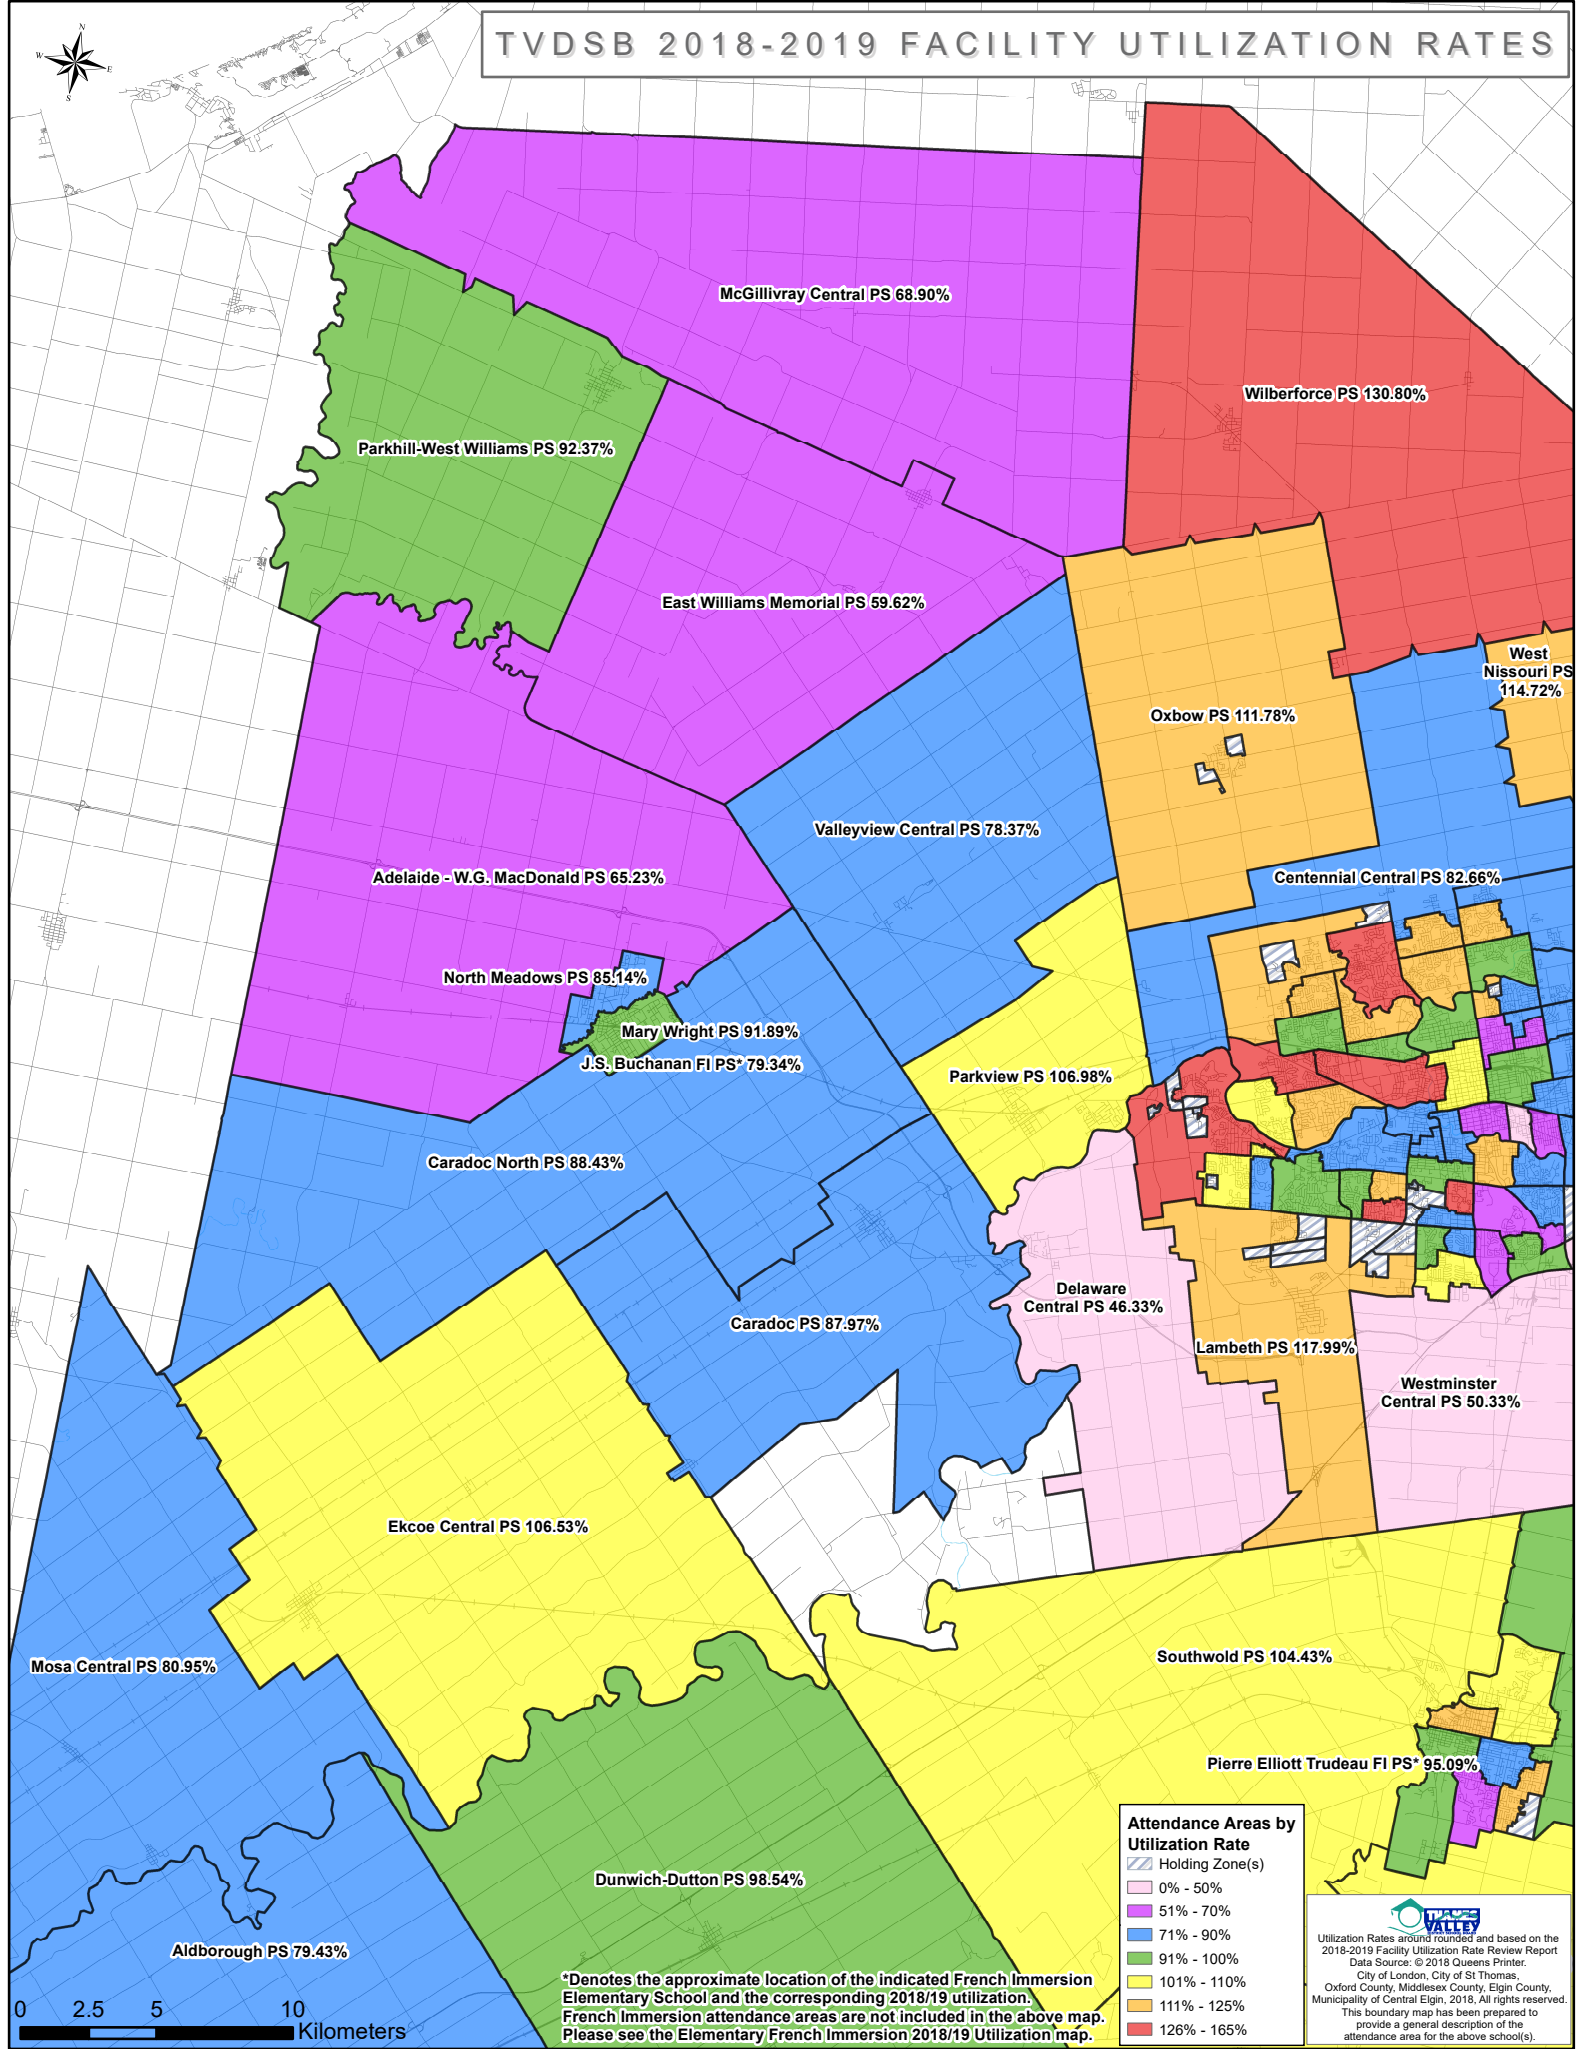 TVDSB 2018-2019 FACILITY UTILIZATION RATES
N
W
E
S
McGillivray Central PS 68.90%
Wilberforce PS 130.80%
Parkhill-West Williams PS 92.37%
East Williams Memorial PS 59.62%
West
Nissouri PS
114.72%
Oxbow PS 111.78%
Valleyview Central PS 78.37%
Adelaide - W.G. MacDonald PS 65.23%
Centennial Central PS 82.66%
North Meadows PS 85.14%
Mary Wright PS 91.89%
J.S. Buchanan FI PS* 79.34%
Parkview PS 106.98%
Caradoc North PS 88.43%
Delaware
Central PS 46.33%
Caradoc PS 87.97%
Lambeth PS 117.99%
Westminster
Central PS 50.33%
Ekcoe Central PS 106.53%
Mosa Central PS 80.95%
Southwold PS 104.43%
Pierre Elliott Trudeau FI PS* 95.09%
Dunwich-Dutton PS 98.54%
Aldborough PS 79.43%
Attendance Areas by
Utilization Rate
Holding Zone(s)
0% - 50%
51% - 70%
71% - 90%
91% - 100%
101% - 110%
111% - 125%
126% - 165%
*Denotes the approximate location of the indicated French Immersion
Elementary School and the corresponding 2018/19 utilization.
French Immersion attendance areas are not included in the above map.
Please see the Elementary French Immersion 2018/19 Utilization map.
0 2.5 5 10
Kilometers
THAMES
VALLEY
Utilization Rates around rounded and based on the
2018-2019 Facility Utilization Rate Review Report
Data Source: © 2018 Queens Printer.
City of London, City of St Thomas,
Oxford County, Middlesex County, Elgin County,
Municipality of Central Elgin, 2018, All rights reserved.
This boundary map has been prepared to
provide a general description of the
attendance area for the above school(s).